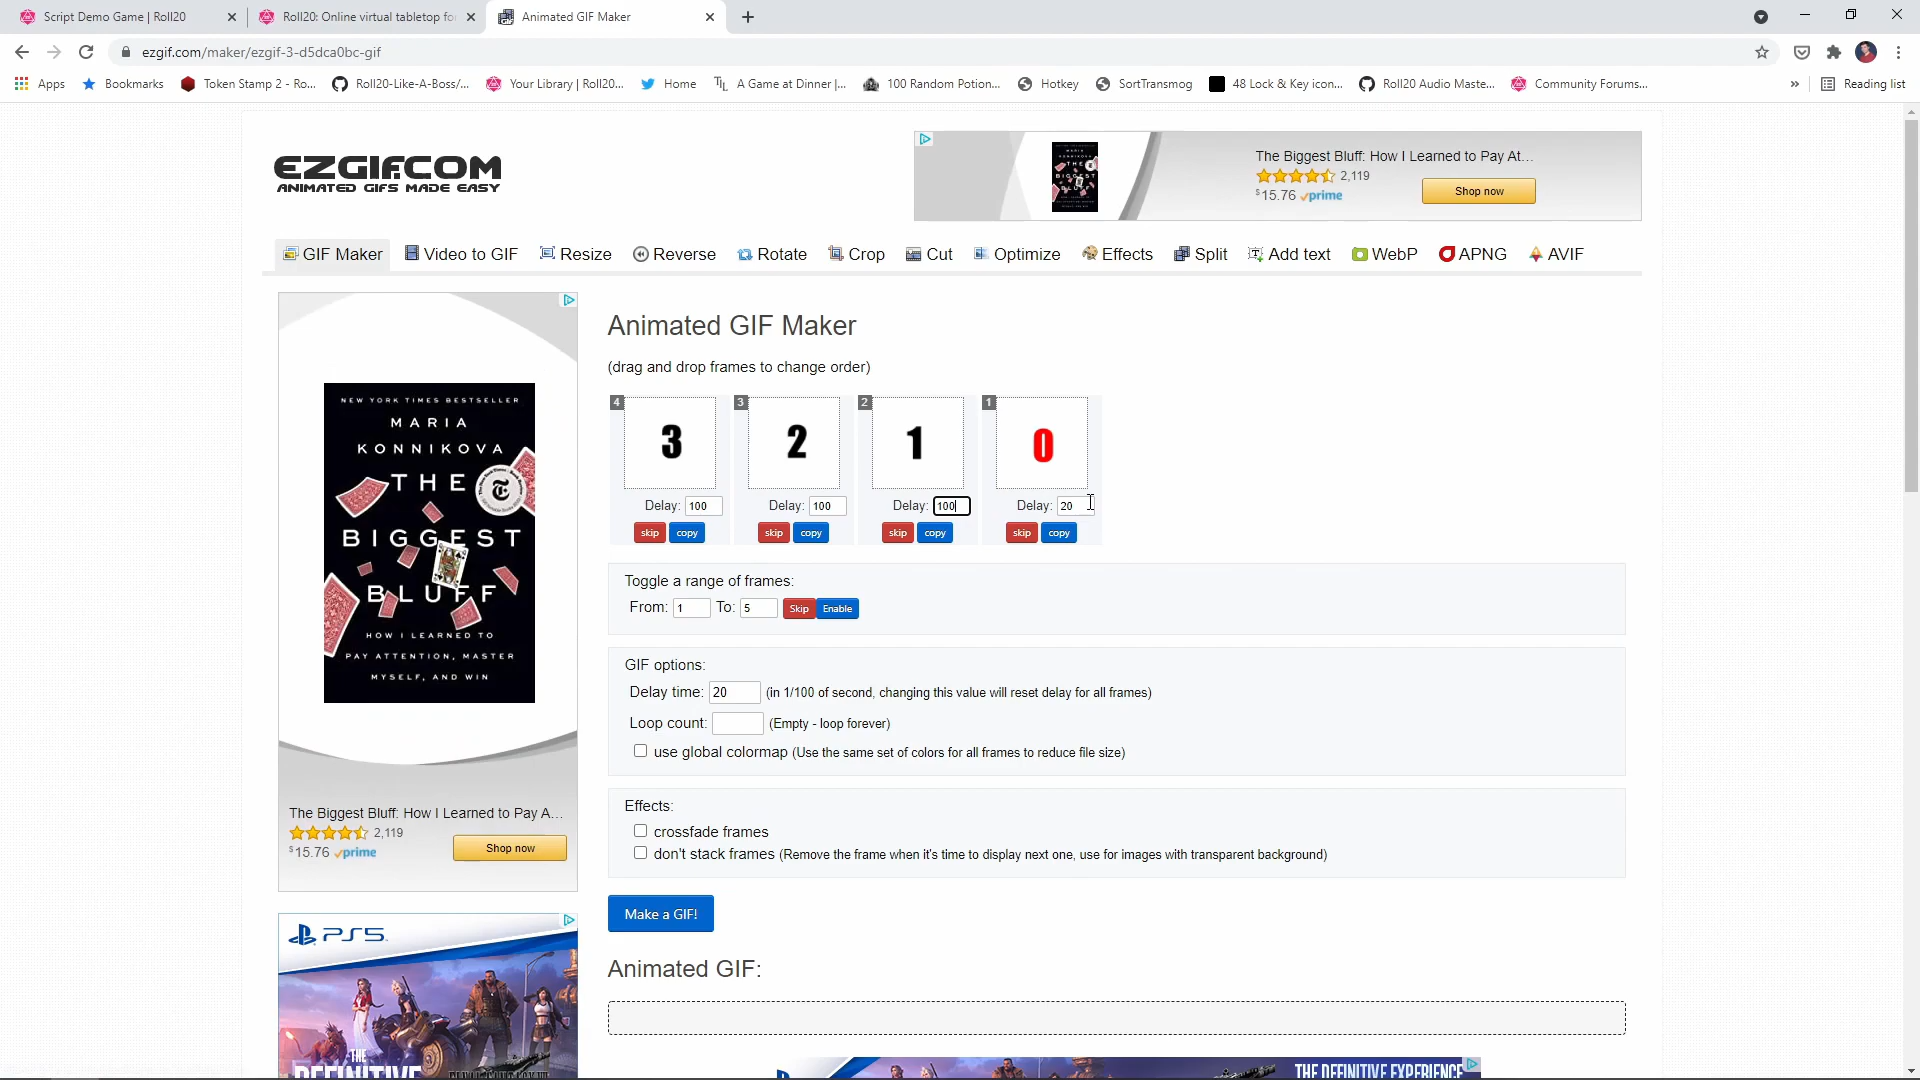 Script Demo Game | Roll20
Roll20: Online virtual tabletop fo
Animated GIF Maker
ezgif.com/maker/ezgif-3-d5dca0bc-gif
Apps
Bookmarks
Token Stamp 2 - Ro...
Roll20-Like-A-Boss/...
Your Library | Roll20...
Home
A Game at Dinner |...
100 Random Potion...
Hotkey
SortTransmog
48 Lock & Key icon...
Roll20 Audio Maste...
Community Forums...
»
Reading list
EZGIF.COM
ANIMATED GIFS MADE EASY
MARIA
KONNIKOVA
THE
BIGGEST
BLUFF
The Biggest Bluff: How I Learned to Pay At...
2,119
$15.76 prime
Shop now
GIF Maker
Video to GIF
Resize
Reverse
Rotate
Crop
Cut
Optimize
Effects
Split
Add text
WebP
APNG
AVIF
NEW YORK TIMES BESTSELLER
MARIA
KONNIKOVA
THE
BIGGEST
BLUFF
HOW I LEARNED TO
PAY ATTENTION, MASTER
MYSELF, AND WIN
The Biggest Bluff: How I Learned to Pay A...
2,119
$15.76 prime
Shop now
PS5
THE
DEFINITIVE
Animated GIF Maker
(drag and drop frames to change order)
4 3 3 2 2 1 1 0
Delay: 100 Delay: 100 Delay: 100 Delay: 20
skip copy skip copy skip copy skip copy
Toggle a range of frames:
From: 1 To: 5 Skip Enable
GIF options:
Delay time: 20 (in 1/100 of second, changing this value will reset delay for all frames)
Loop count: (Empty - loop forever)
use global colormap (Use the same set of colors for all frames to reduce file size)
Effects:
crossfade frames
don't stack frames (Remove the frame when it's time to display next one, use for images with transparent background)
Make a GIF!
Animated GIF:
THE DEFINITIVE EXPERIENCE